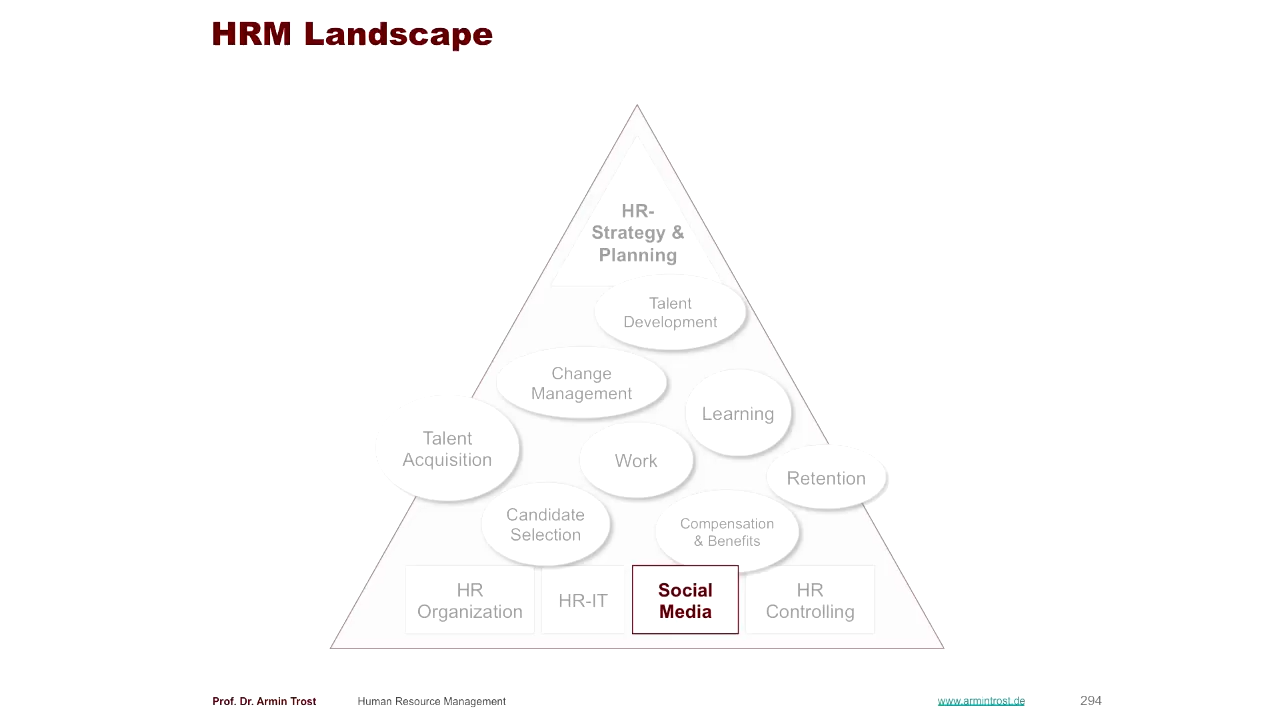 HRM Landscape
HR-
Strategy &
Planning
Talent
Development
Change
Management
Learning
Talent
Acquisition
Work
Retention
Candidate
Selection
Compensation
& Benefits
HR
Organization
HR-IT
Social
Media
HR
Controlling
Prof. Dr. Armin Trost Human Resource Management www.armintrost.de 294